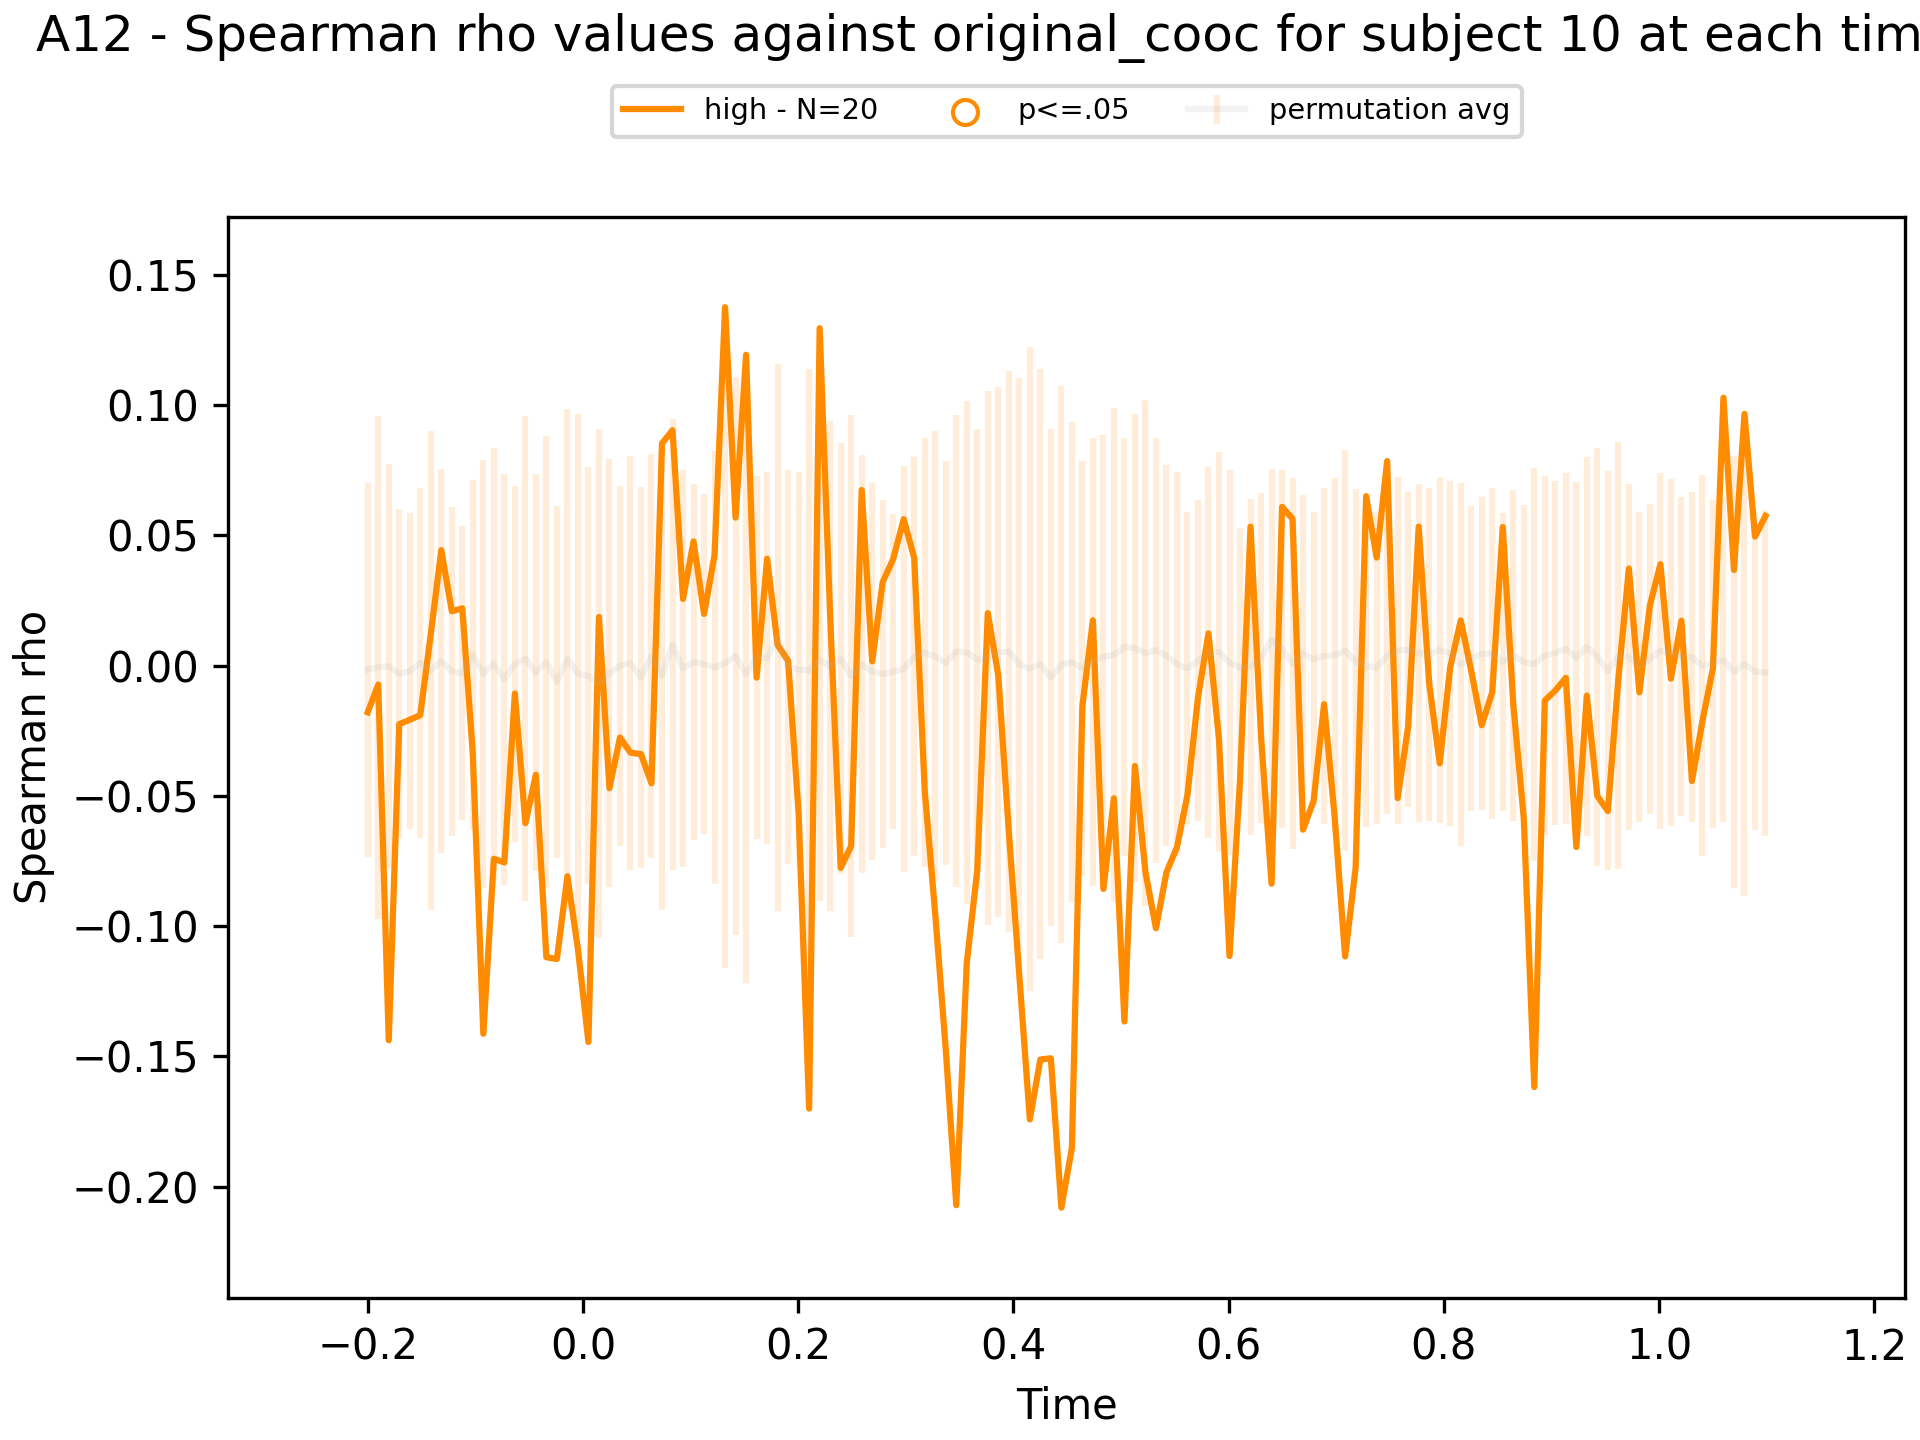 A12 - Spearman rho values against original_cooc for subject 10 at each tim
high - N=20 p<=.05 permutation avg
0.15
0.10
0.05
0.00
−0.05
−0.10
−0.15
−0.20
Spearman rho
−0.2 0.0 0.2 0.4 0.6 0.8 1.0 1.2
Time